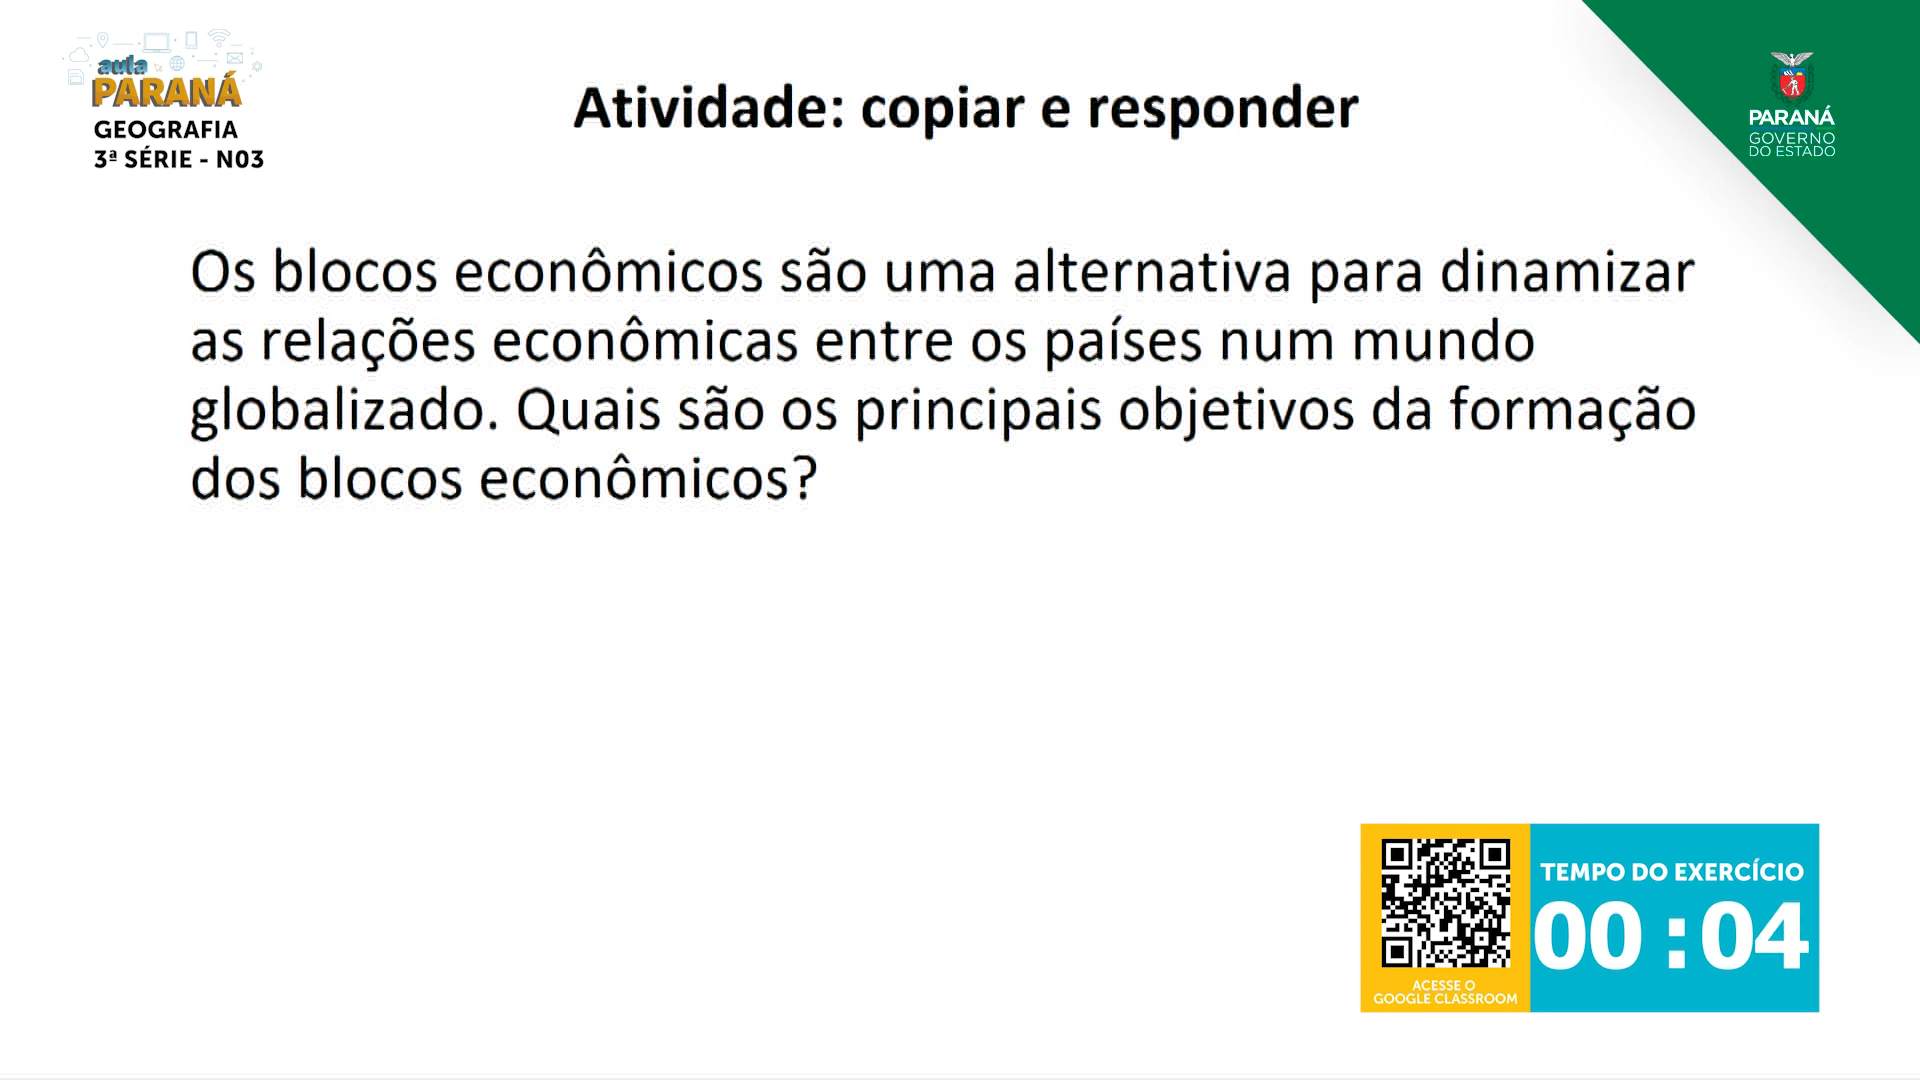 aula
PARANÁ
GEOGRAFIA
3ª SÉRIE - N03
Atividade: copiar e responder
PARANÁ
GOVERNO
DO ESTADO
Os blocos econômicos são uma alternativa para dinamizar
as relações econômicas entre os países num mundo
globalizado. Quais são os principais objetivos da formação
dos blocos econômicos?
TEMPO DO EXERCÍCIO
00 : 04
ACESSE O
GOOGLE CLASSROOM